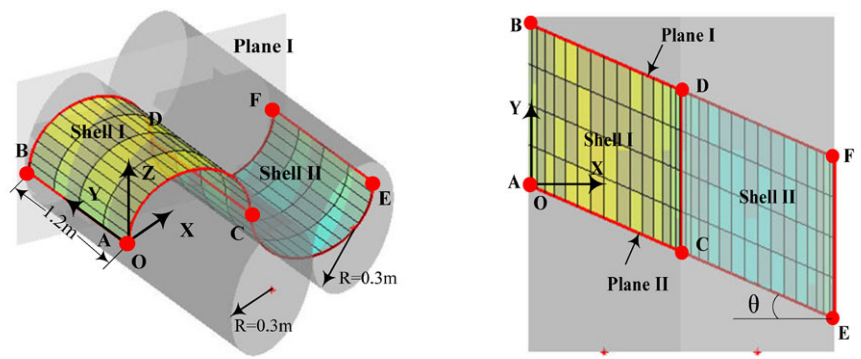 Plane I
F
D
Shell I
B
Z
Shell II
Y
E
X
C
1.2m
A
O
R=0.3m
R=0.3m
B
Plane I
D
Y
Shell I
F
X
A
O
Shell II
C
Plane II
θ
E